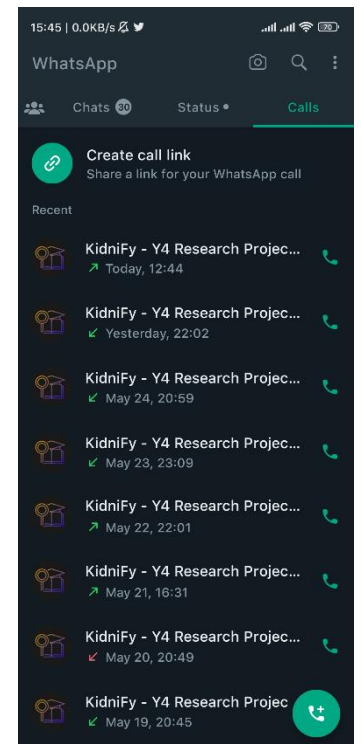 15:45 | 0.0KB/s
70
WhatsApp
Chats 30 Status Calls
Create call link
Share a link for your WhatsApp call
Recent
KidniFy - Y4 Research Projec...
Today, 12:44
KidniFy - Y4 Research Projec...
Yesterday, 22:02
KidniFy - Y4 Research Projec...
May 24, 20:59
KidniFy - Y4 Research Projec...
May 23, 23:09
KidniFy - Y4 Research Projec...
May 22, 22:01
KidniFy - Y4 Research Projec...
May 21, 16:31
KidniFy - Y4 Research Projec...
May 20, 20:49
KidniFy - Y4 Research Projec
May 19, 20:45